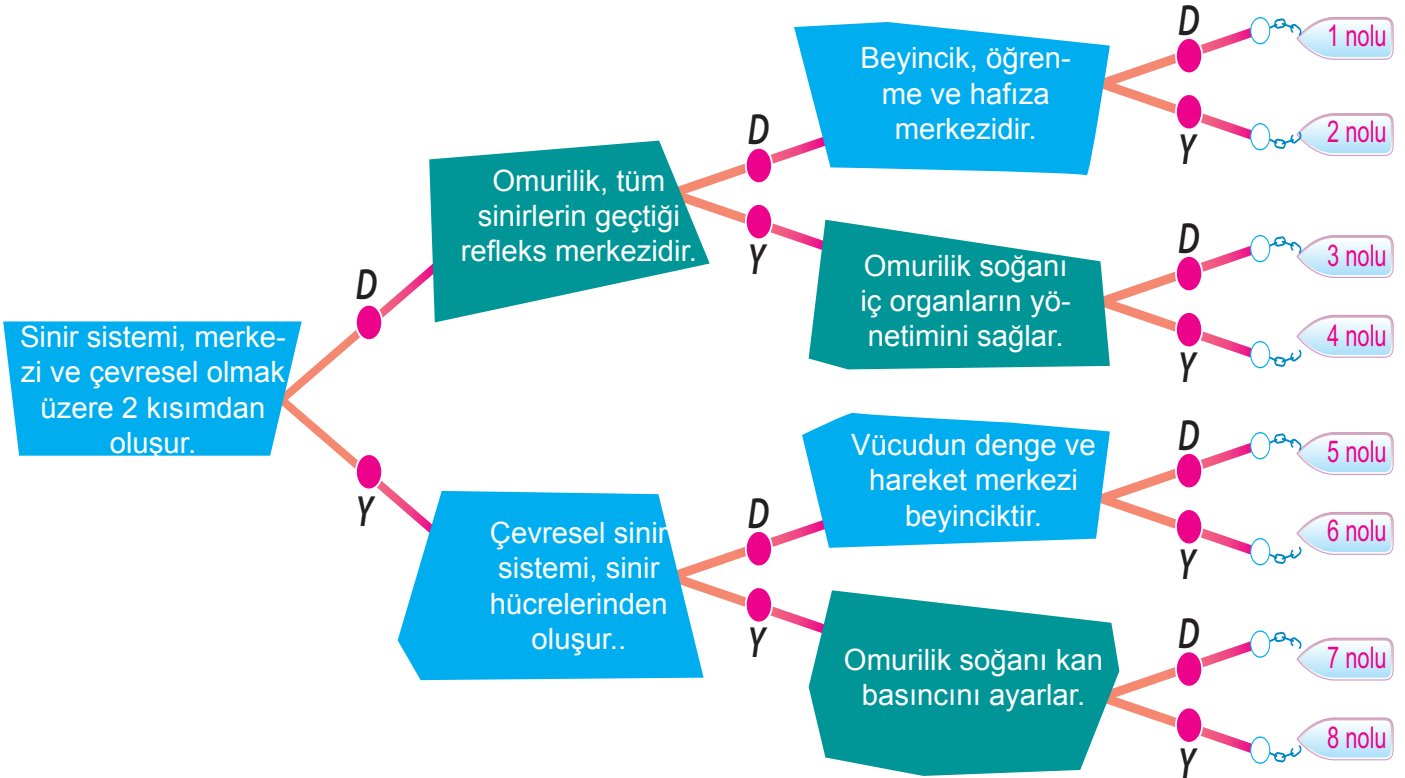 Sinir sistemi, merke-
zi ve çevresel olmak
üzere 2 kısımdan
oluşur.
D
Y
Omurilik, tüm
sinirlerin geçtiği
refleks merkezidir.
D
Y
Çevresel sinir
sistemi, sinir
hücrelerinden
oluşur..
D
Y
Beyincik, öğren-
me ve hafıza
merkezidir.
D
Y
1 nolu
2 nolu
Omurilik soğanı
iç organların yö-
netimini sağlar.
D
Y
3 nolu
4 nolu
Vücudun denge ve
hareket merkezi
beyinciktir.
D
Y
5 nolu
6 nolu
Omurilik soğanı kan
basıncını ayarlar.
D
Y
7 nolu
8 nolu